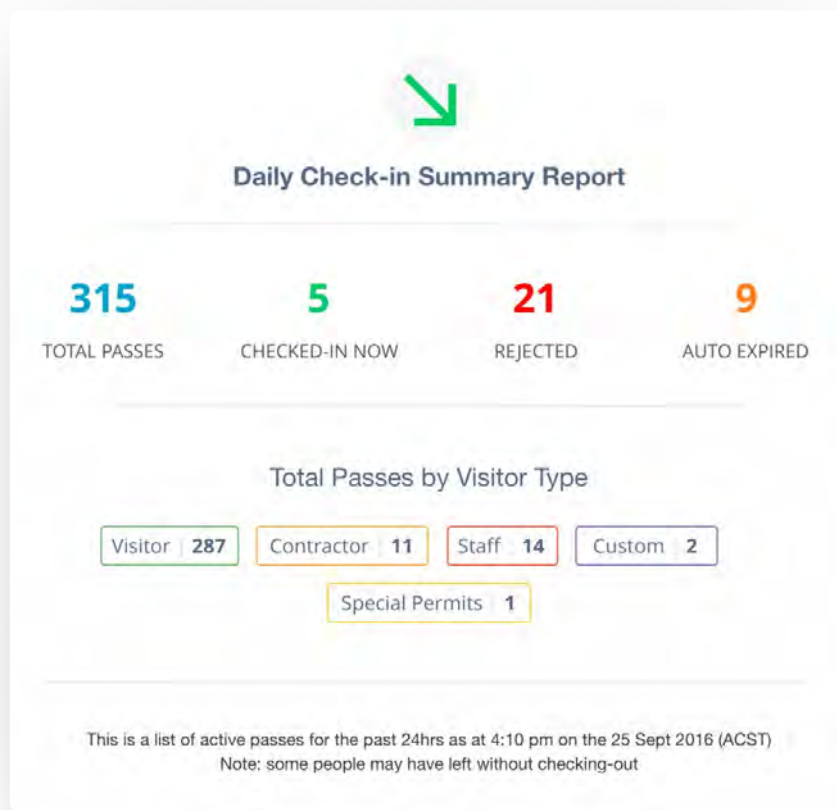 Daily Check-in Summary Report
315 5 21 9
TOTAL PASSES CHECKED-IN NOW REJECTED AUTO EXPIRED
Total Passes by Visitor Type
Visitor 287 Contractor 11 Staff 14 Custom 2
Special Permits 1
This is a list of active passes for the past 24hrs as at 4:10 pm on the 25 Sept 2016 (ACST)
Note: some people may have left without checking-out